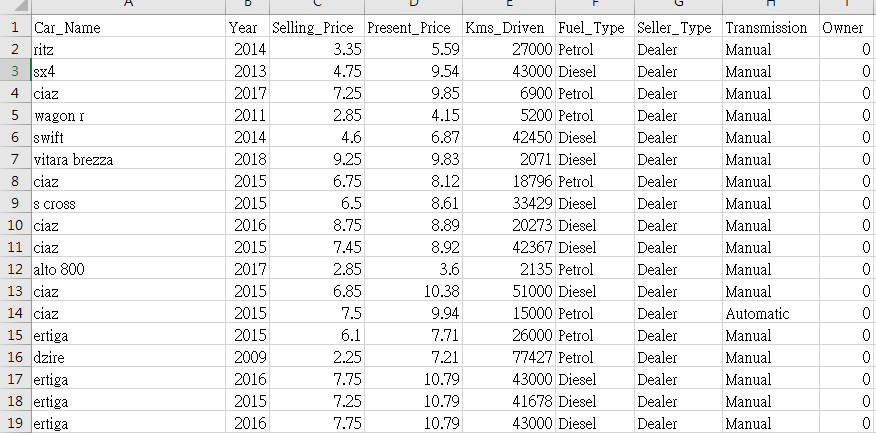 A B C D E F G H I
1 Car_Name Year Selling_Price Present_Price Kms_Driven Fuel_Type Seller_Type Transmission Owner
2 ritz 2014 3.35 5.59 27000 Petrol Dealer Manual 0
3 sx4 2013 4.75 9.54 43000 Diesel Dealer Manual 0
4 ciaz 2017 7.25 9.85 6900 Petrol Dealer Manual 0
5 wagon r 2011 2.85 4.15 5200 Petrol Dealer Manual 0
6 swift 2014 4.6 6.87 42450 Diesel Dealer Manual 0
7 vitara brezza 2018 9.25 9.83 2071 Diesel Dealer Manual 0
8 ciaz 2015 6.75 8.12 18796 Petrol Dealer Manual 0
9 s cross 2015 6.5 8.61 33429 Diesel Dealer Manual 0
10 ciaz 2016 8.75 8.89 20273 Diesel Dealer Manual 0
11 ciaz 2015 7.45 8.92 42367 Diesel Dealer Manual 0
12 alto 800 2017 2.85 3.6 2135 Petrol Dealer Manual 0
13 ciaz 2015 6.85 10.38 51000 Diesel Dealer Manual 0
14 ciaz 2015 7.5 9.94 15000 Petrol Dealer Automatic 0
15 ertiga 2015 6.1 7.71 26000 Petrol Dealer Manual 0
16 dzire 2009 2.25 7.21 77427 Petrol Dealer Manual 0
17 ertiga 2016 7.75 10.79 43000 Diesel Dealer Manual 0
18 ertiga 2015 7.25 10.79 41678 Diesel Dealer Manual 0
19 ertiga 2016 7.75 10.79 43000 Diesel Dealer Manual 0